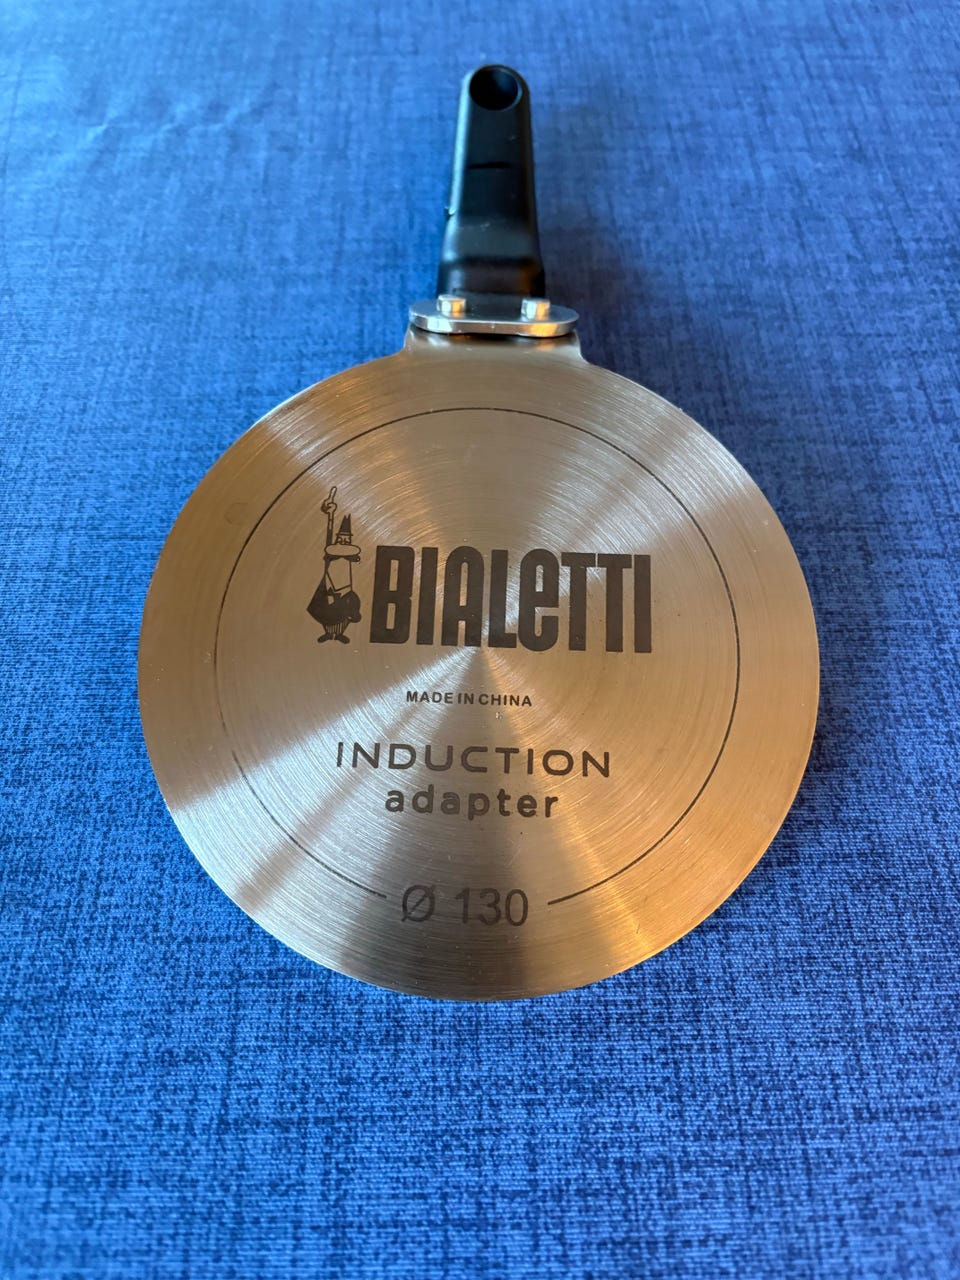 BIALeTTI
MADE IN CHINA
INDUCTION
adapter
Ø 130